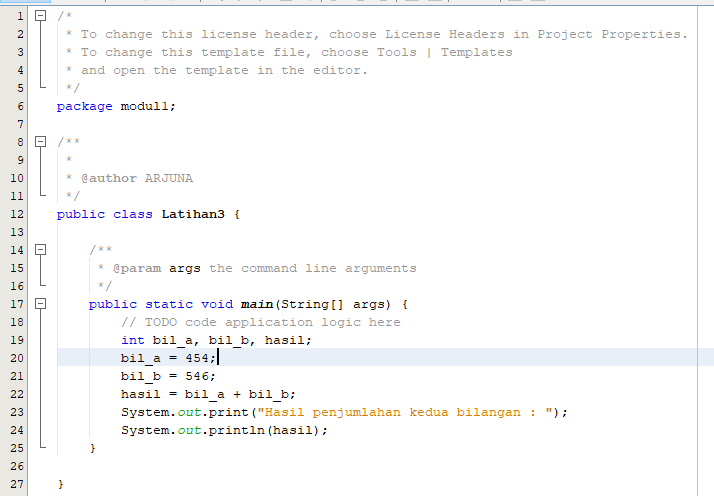 1 /*
2 * To change this license header, choose License Headers in Project Properties.
3 * To change this template file, choose Tools | Templates
4 * and open the template in the editor.
5 */
6 package modul1;
7
8 /**
9 *
10 * @author ARJUNA
11 */
12 public class Latihan3 {
13
14 /**
15 * @param args the command line arguments
16 */
17 public static void main(String[] args) {
18 // TODO code application logic here
19 int bil_a, bil_b, hasil;
20 bil_a = 454;
21 bil_b = 546;
22 hasil = bil_a + bil_b;
23 System.out.print("Hasil penjumlahan kedua bilangan : ");
24 System.out.println(hasil);
25 }
26
27 }